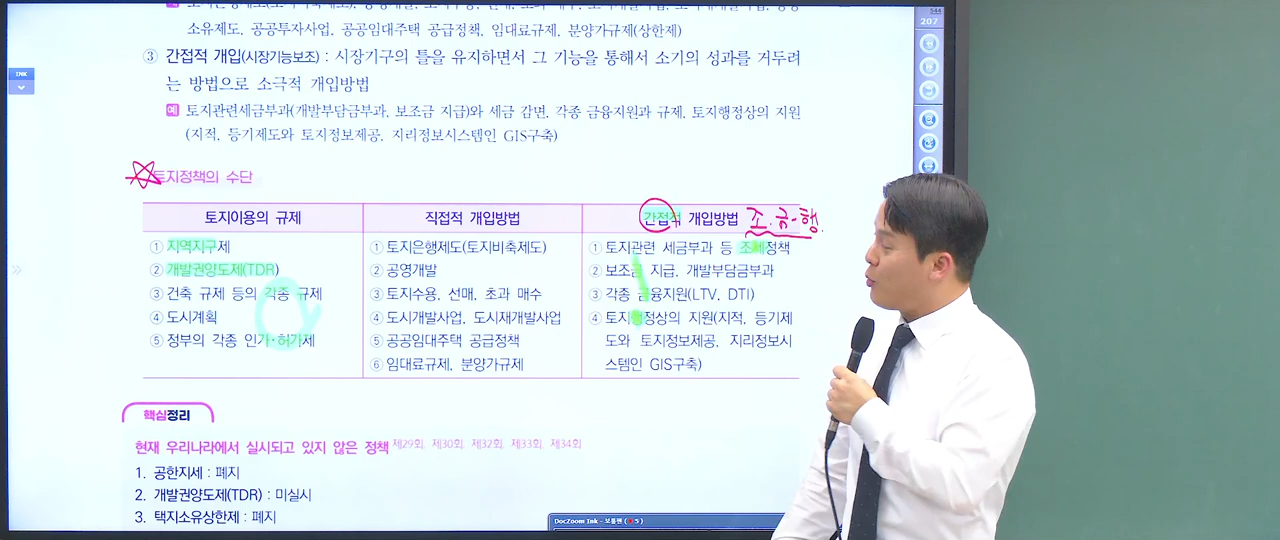 소유제도, 공공투자사업, 공공임대주택 공급정책, 임대료규제, 분양가규제(상한제)
③ 간접적 개입(시장기능보조) : 시장기구의 틀을 유지하면서 그 기능을 통해서 소기의 성과를 거두려
는 방법으로 소극적 개입방법
예 토지관련세금부과(개발부담금부과, 보조금 지급)와 세금 감면, 각종 금융지원과 규제, 토지행정상의 지원
(지적, 등기제도와 토지정보제공, 지리정보시스템인 GIS구축)
토지정책의 수단
토지이용의 규제 직접적 개입방법 간접적 개입방법 조·금-행
① 지역지구제
② 개발권양도제(TDR)
③ 건축 규제 등의 각종 규제
④ 도시계획
⑤ 정부의 각종 인가·허가제
① 토지은행제도(토지비축제도)
② 공영개발
③ 토지수용, 선매, 초과 매수
④ 도시개발사업, 도시재개발사업
⑤ 공공임대주택 공급정책
⑥ 임대료규제, 분양가규제
① 토지관련 세금부과 등 조세정책
② 보조금 지급, 개발부담금부과
③ 각종 금융지원(LTV, DTI)
④ 토지행정상의 지원(지적, 등기제
도와 토지정보제공, 지리정보시
스템인 GIS구축)
핵심정리
현재 우리나라에서 실시되고 있지 않은 정책 제29회, 제30회, 제32회, 제33회, 제34회
1. 공한지세 : 폐지
2. 개발권양도제(TDR) : 미실시
3. 택지소유상한제 : 폐지
INK
544
207
DocZoom Ink - 보통펜 ( 5 )